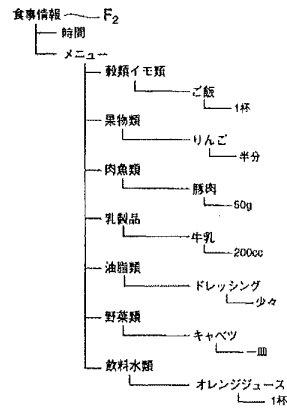 食事情報 F2
時間
メニュー
穀類イモ類
ご飯
1杯
果物類
りんご
半分
肉魚類
豚肉
60g
乳製品
牛乳
200cc
油脂類
ドレッシング
少々
野菜類
キャベツ
一皿
飲料水類
オレンジジュース
1杯